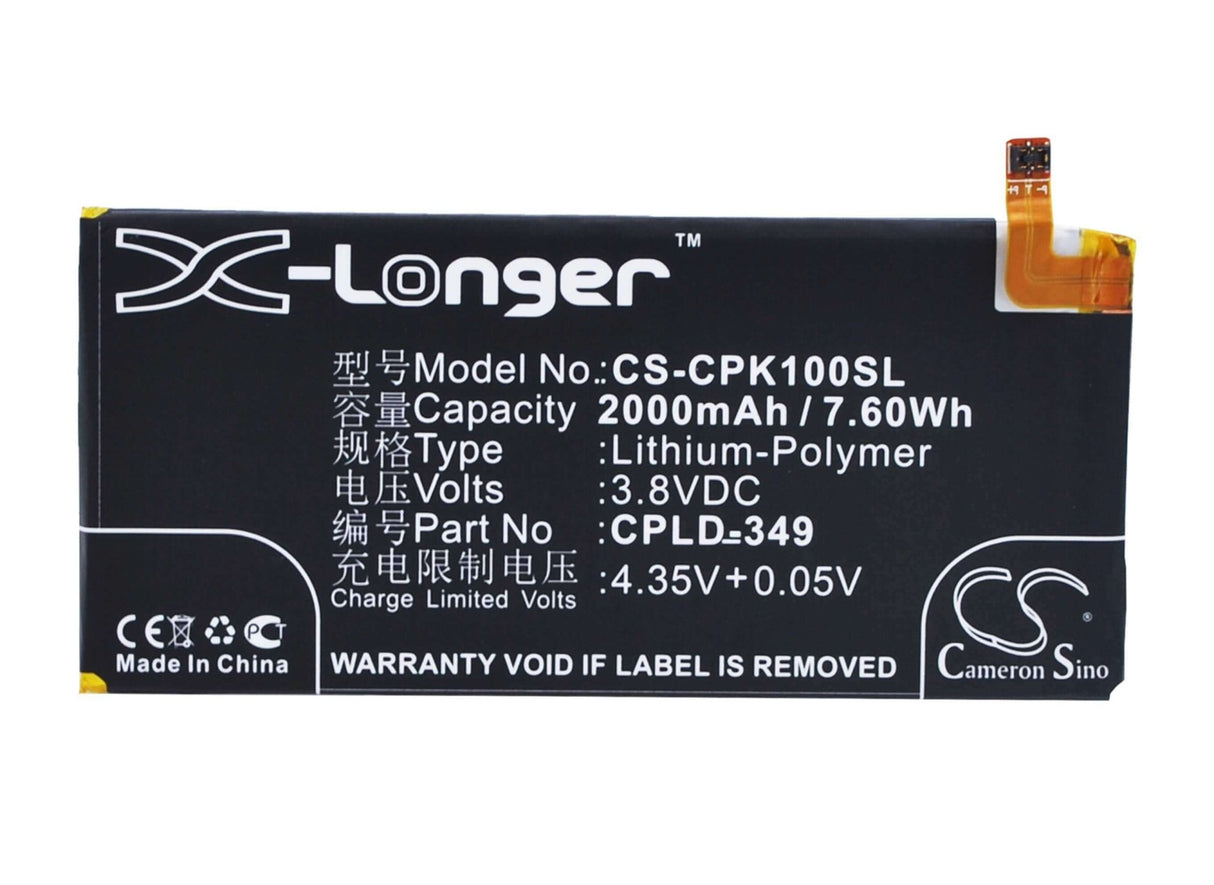 P+ T P-
X-Longer™
型号Model No.:CS-CPK100SL
容量Capacity 2000mAh / 7.60Wh
规格Type :Lithium-Polymer
电压Volts :3.8VDC
编号Part No :CPLD-349
充电限制电压 :4.35V+0.05V
Charge Limited Volts
CE PCT
Made In China
WARRANTY VOID IF LABEL IS REMOVED
CS ®
Cameron Sino